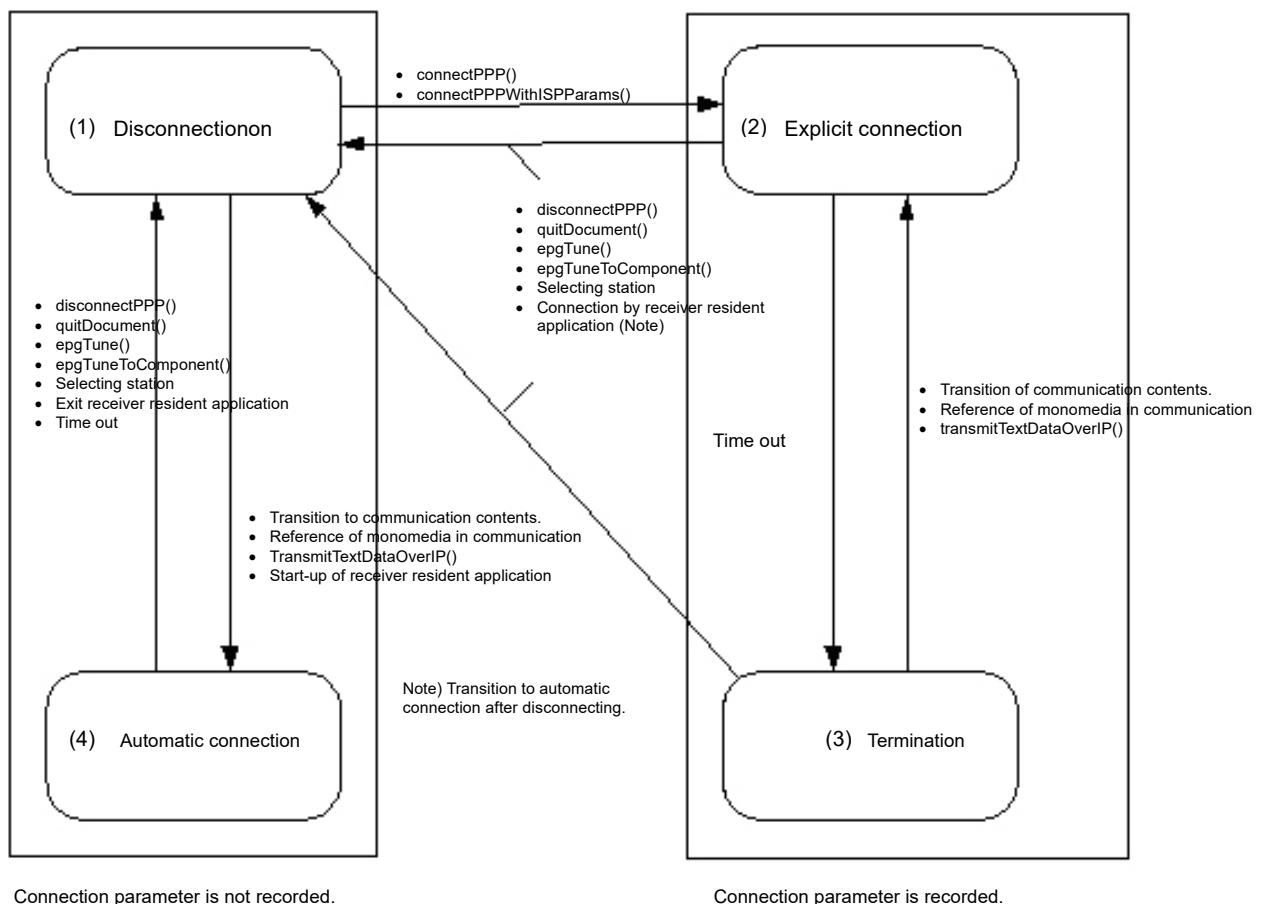 • connectPPP()
• connectPPPWithISPParams()
(1) Disconnectionon
(2) Explicit connection
• disconnectPPP()
• quitDocument()
• epgTune()
• epgTuneToComponent()
• Selecting station
• Connection by receiver resident
application (Note)
• disconnectPPP()
• quitDocument()
• epgTune()
• epgTuneToComponent()
• Selecting station
• Exit receiver resident application
• Time out
• Transition of communication contents.
• Reference of monomedia in communication
• transmitTextDataOverIP()
Time out
• Transition to communication contents.
• Reference of monomedia in communication
• TransmitTextDataOverIP()
• Start-up of receiver resident application
Note) Transition to automatic
connection after disconnecting.
(4) Automatic connection
(3) Termination
Connection parameter is not recorded.
Connection parameter is recorded.